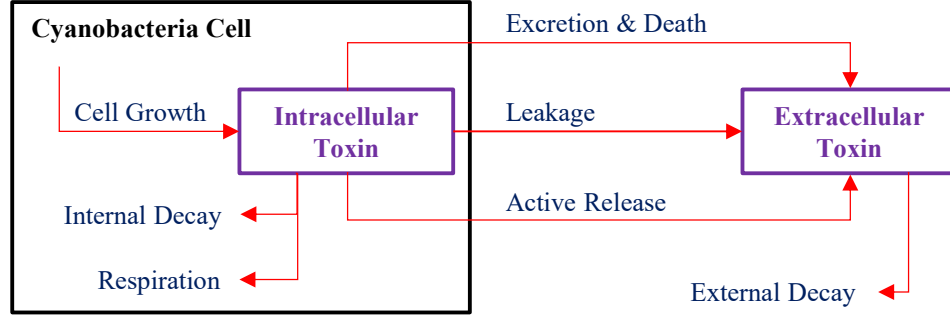 Cyanobacteria Cell
Excretion & Death
Cell Growth
Intracellular
Toxin
Leakage
Extracellular
Toxin
Internal Decay
Active Release
Respiration
External Decay